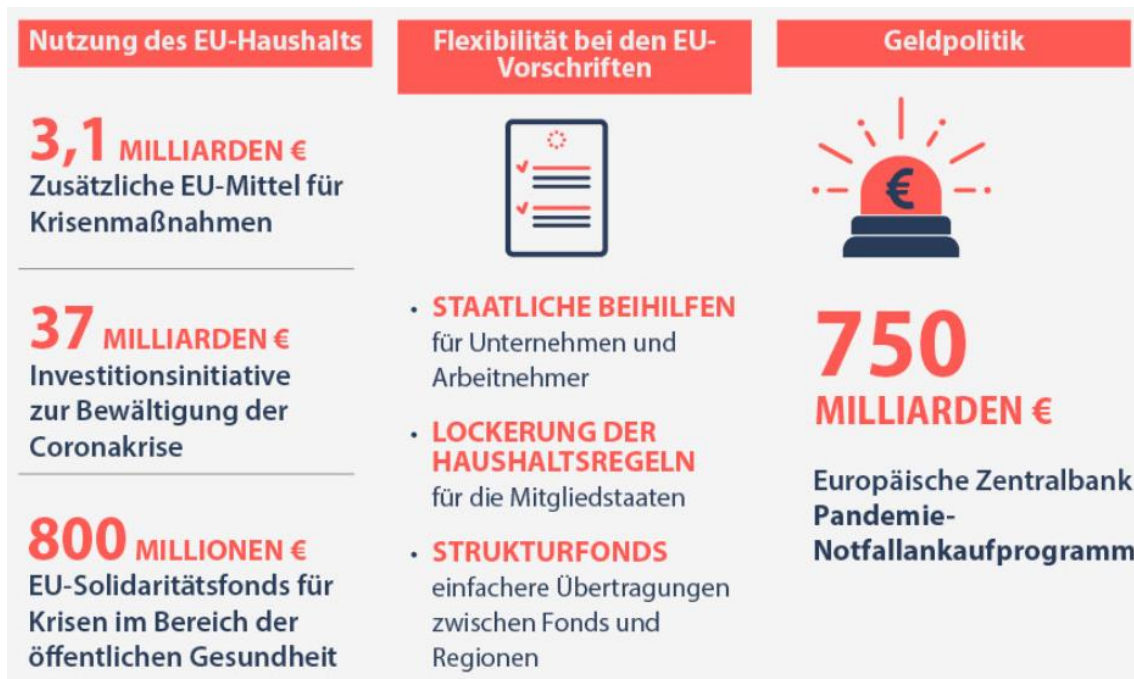 Nutzung des EU-Haushalts
3,1 MILLIARDEN €
Zusätzliche EU-Mittel für
Krisenmaßnahmen
37 MILLIARDEN €
Investitionsinitiative
zur Bewältigung der
Coronakrise
800 MILLIONEN €
EU-Solidaritätsfonds für
Krisen im Bereich der
öffentlichen Gesundheit
Flexibilität bei den EU-
Vorschriften
• STAATLICHE BEIHILFEN
für Unternehmen und
Arbeitnehmer
• LOCKERUNG DER
HAUSHALTSREGELN
für die Mitgliedstaaten
• STRUKTURFONDS
einfachere Übertragungen
zwischen Fonds und
Regionen
Geldpolitik
€
750
MILLIARDEN €
Europäische Zentralbank
Pandemie-
Notfallankaufprogramm